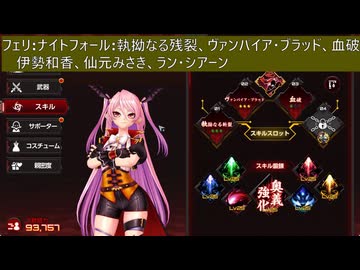 フェリ:ナイトフォール:執拗なる残裂、ヴァンハイア・ブラッド、血破
伊勢和香、仙元みさき、ラン・シアーン
武器
スキル
サポーター
コスチューム
親密度
93,757
ヴァンハイア・ブラッド
血破
執拗なる残裂
スキルスロット
スキル鍛錬
奥義
強化